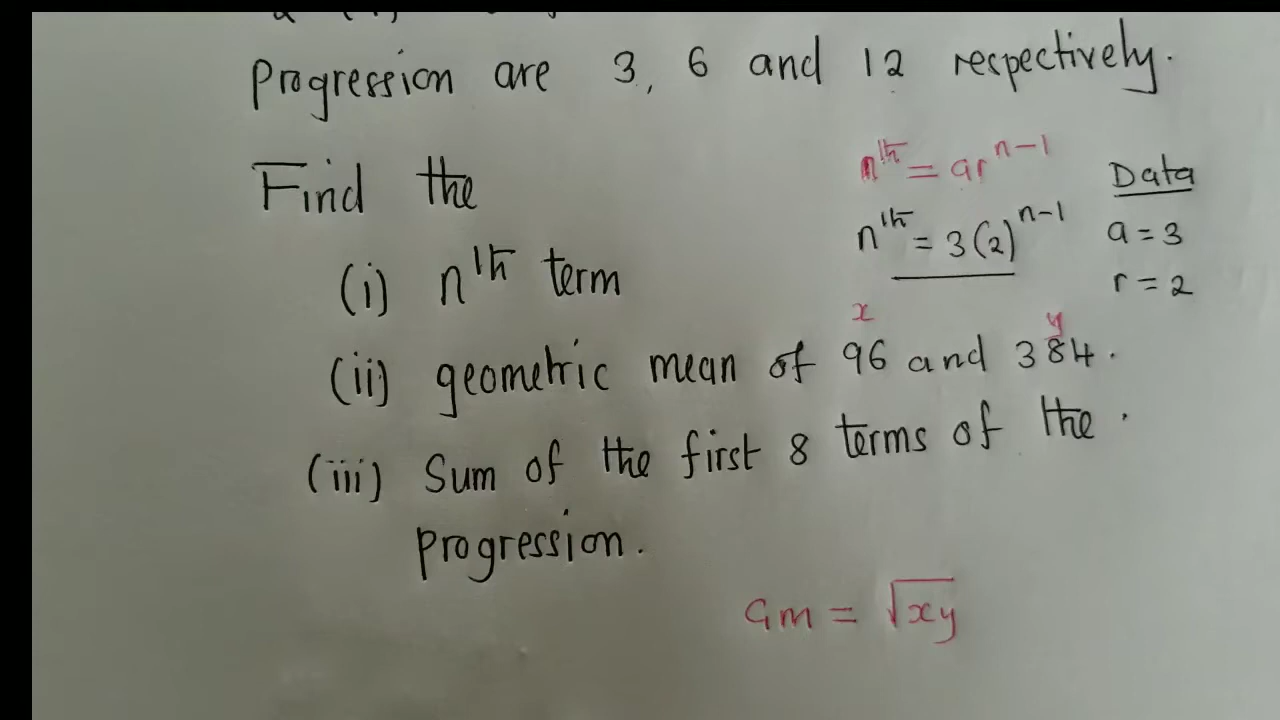 Progression are 3, 6 and 12 respectively.
Find the
nᵗʰ = arⁿ⁻¹
Data
(i) nᵗʰ term
nᵗʰ = 3(2)ⁿ⁻¹
a = 3
r = 2
x
y
(ii) geometric mean of 96 and 384.
(iii) Sum of the first 8 terms of the
progression.
Gm = √xy